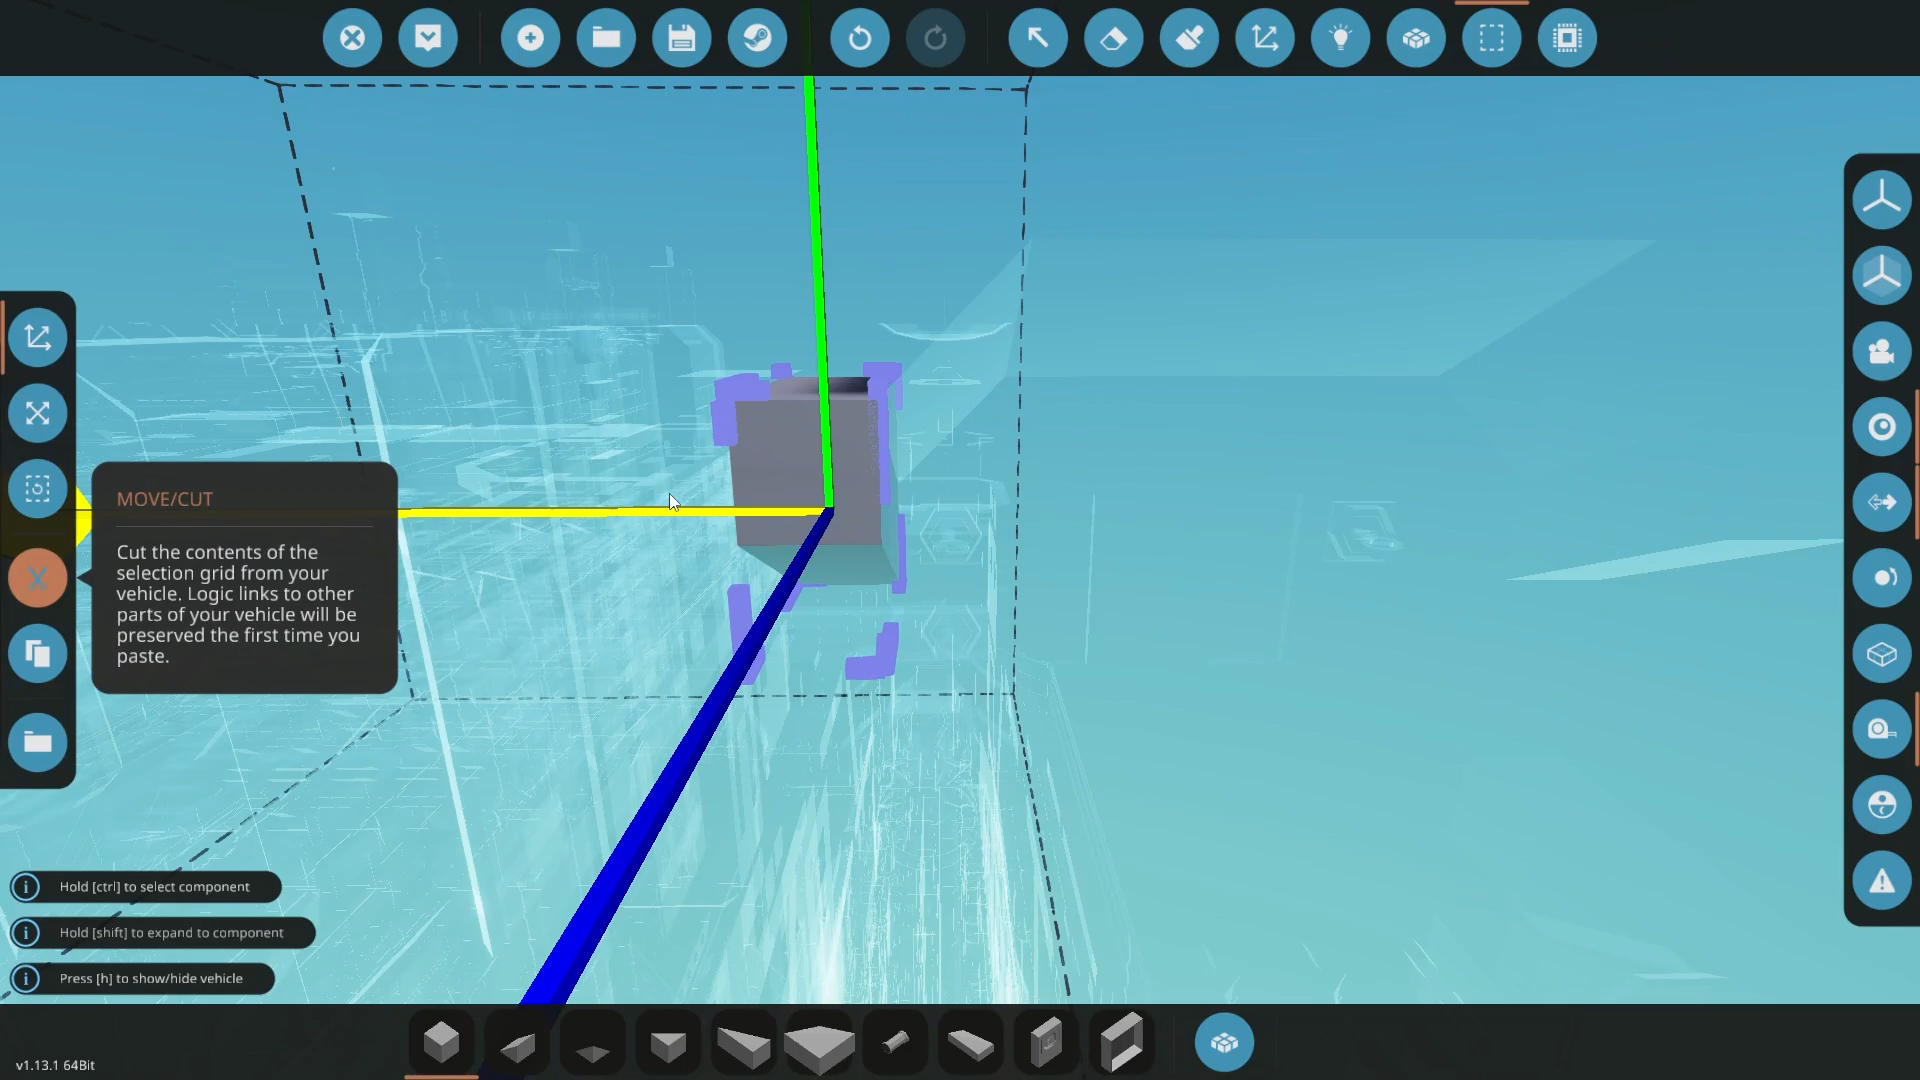 MOVE/CUT
Cut the contents of the
selection grid from your
vehicle. Logic links to other
parts of your vehicle will be
preserved the first time you
paste.
Hold [ctrl] to select component
Hold [shift] to expand to component
Press [h] to show/hide vehicle
v1.13.1 64Bit